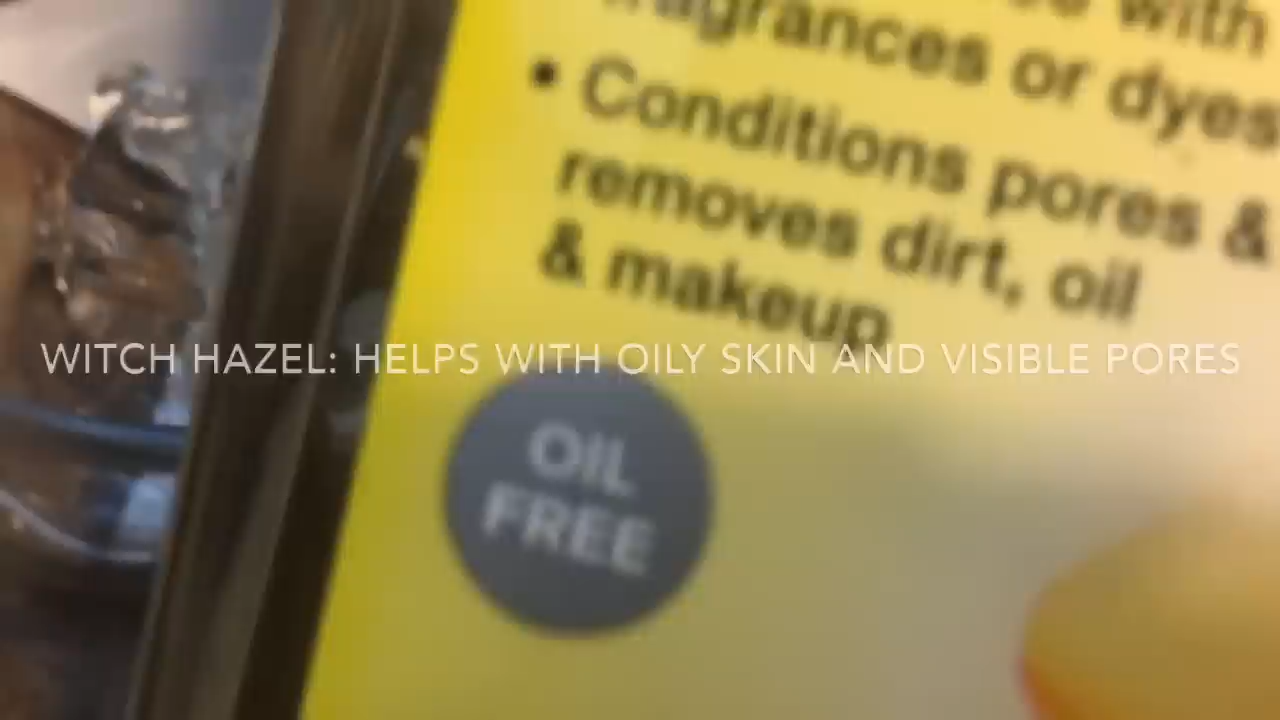 with
fragrances or dyes
• Conditions pores &
removes dirt, oil
& makeup
WITCH HAZEL: HELPS WITH OILY SKIN AND VISIBLE PORES
OIL
FREE